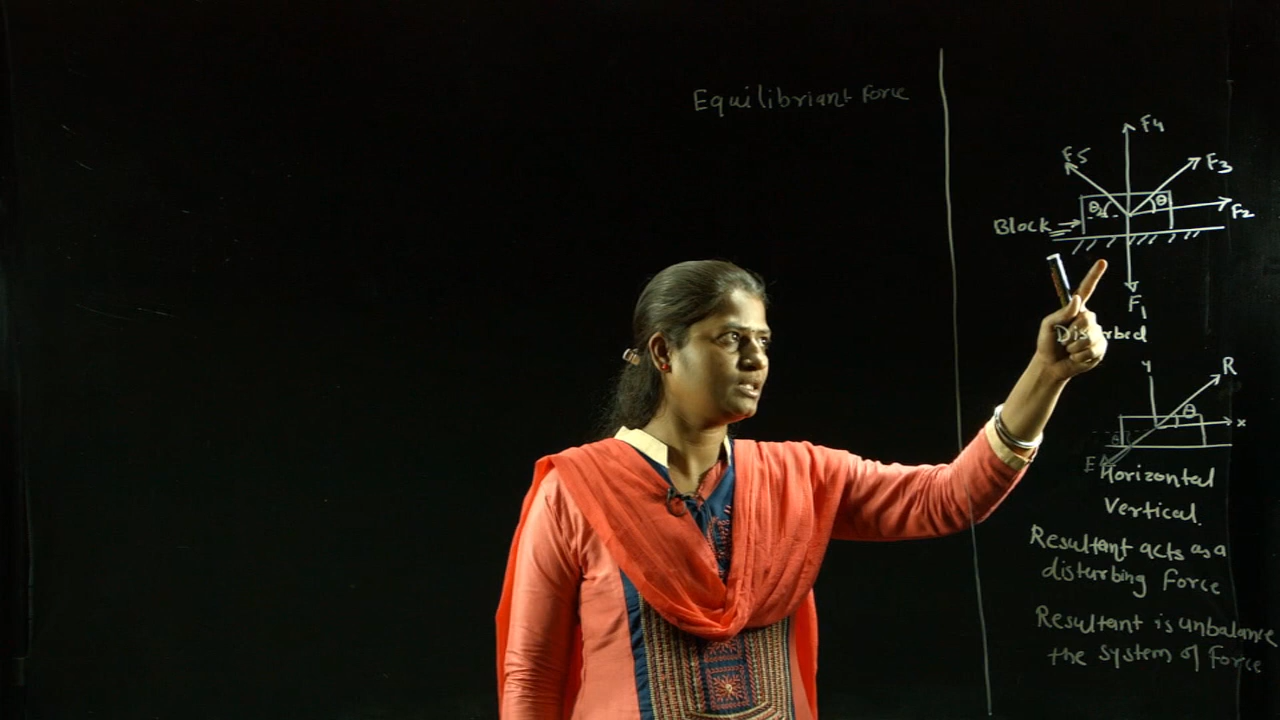 Equilibriant Force
F4
F5
F3
θ2
θ
F2
Block
F1
Disturbed
y
R
θ
x
θ
E
Horizontal
Vertical.
Resultant acts as a
disturbing Force
Resultant is unbalance
the system of Force